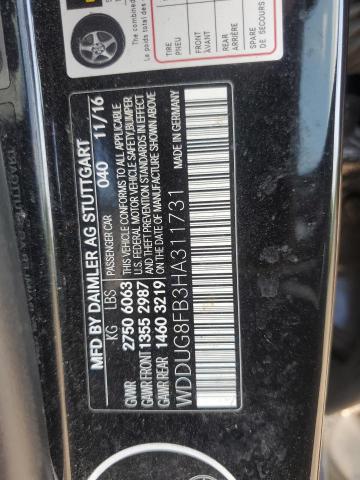 MFD BY DAIMLER AG STUTTGART
040 11/16
KG LBS PASSENGER CAR
GVWR 2750 6063
GAWR FRONT 1355 2987
GAWR REAR 1460 3219
THIS VEHICLE CONFORMS TO ALL APPLICABLE
U.S. FEDERAL MOTOR VEHICLE SAFETY, BUMPER,
AND THEFT PREVENTION STANDARDS IN EFFECT
ON THE DATE OF MANUFACTURE SHOWN ABOVE
WDDUG8FB3HA311731 MADE IN GERMANY
TIRE
PNEU
FRONT
AVANT
REAR
ARRIÈRE
SPARE
DE SECOURS
Le poids total